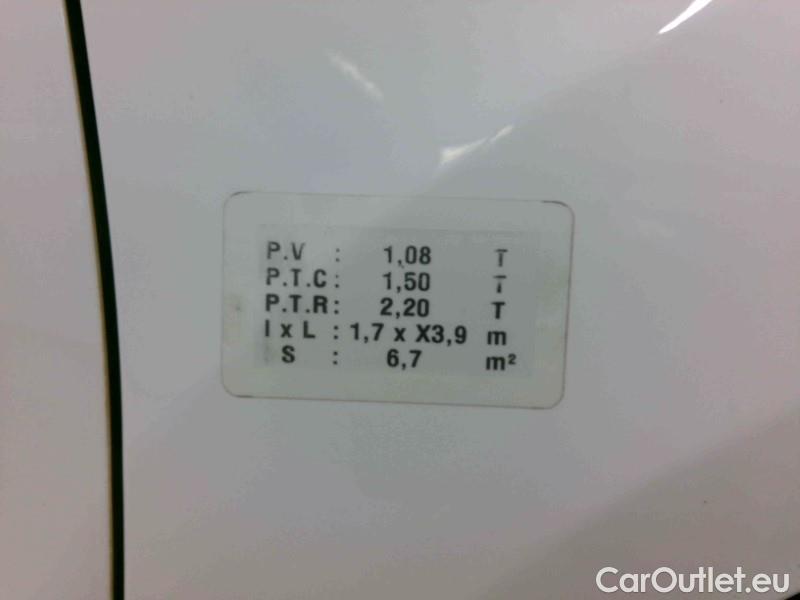 P.V : 1,08 T
P.T.C : 1,50 T
P.T.R : 2,20 T
l x L : 1,7 x X3,9 m
S : 6,7 m²
CarOutlet.eu